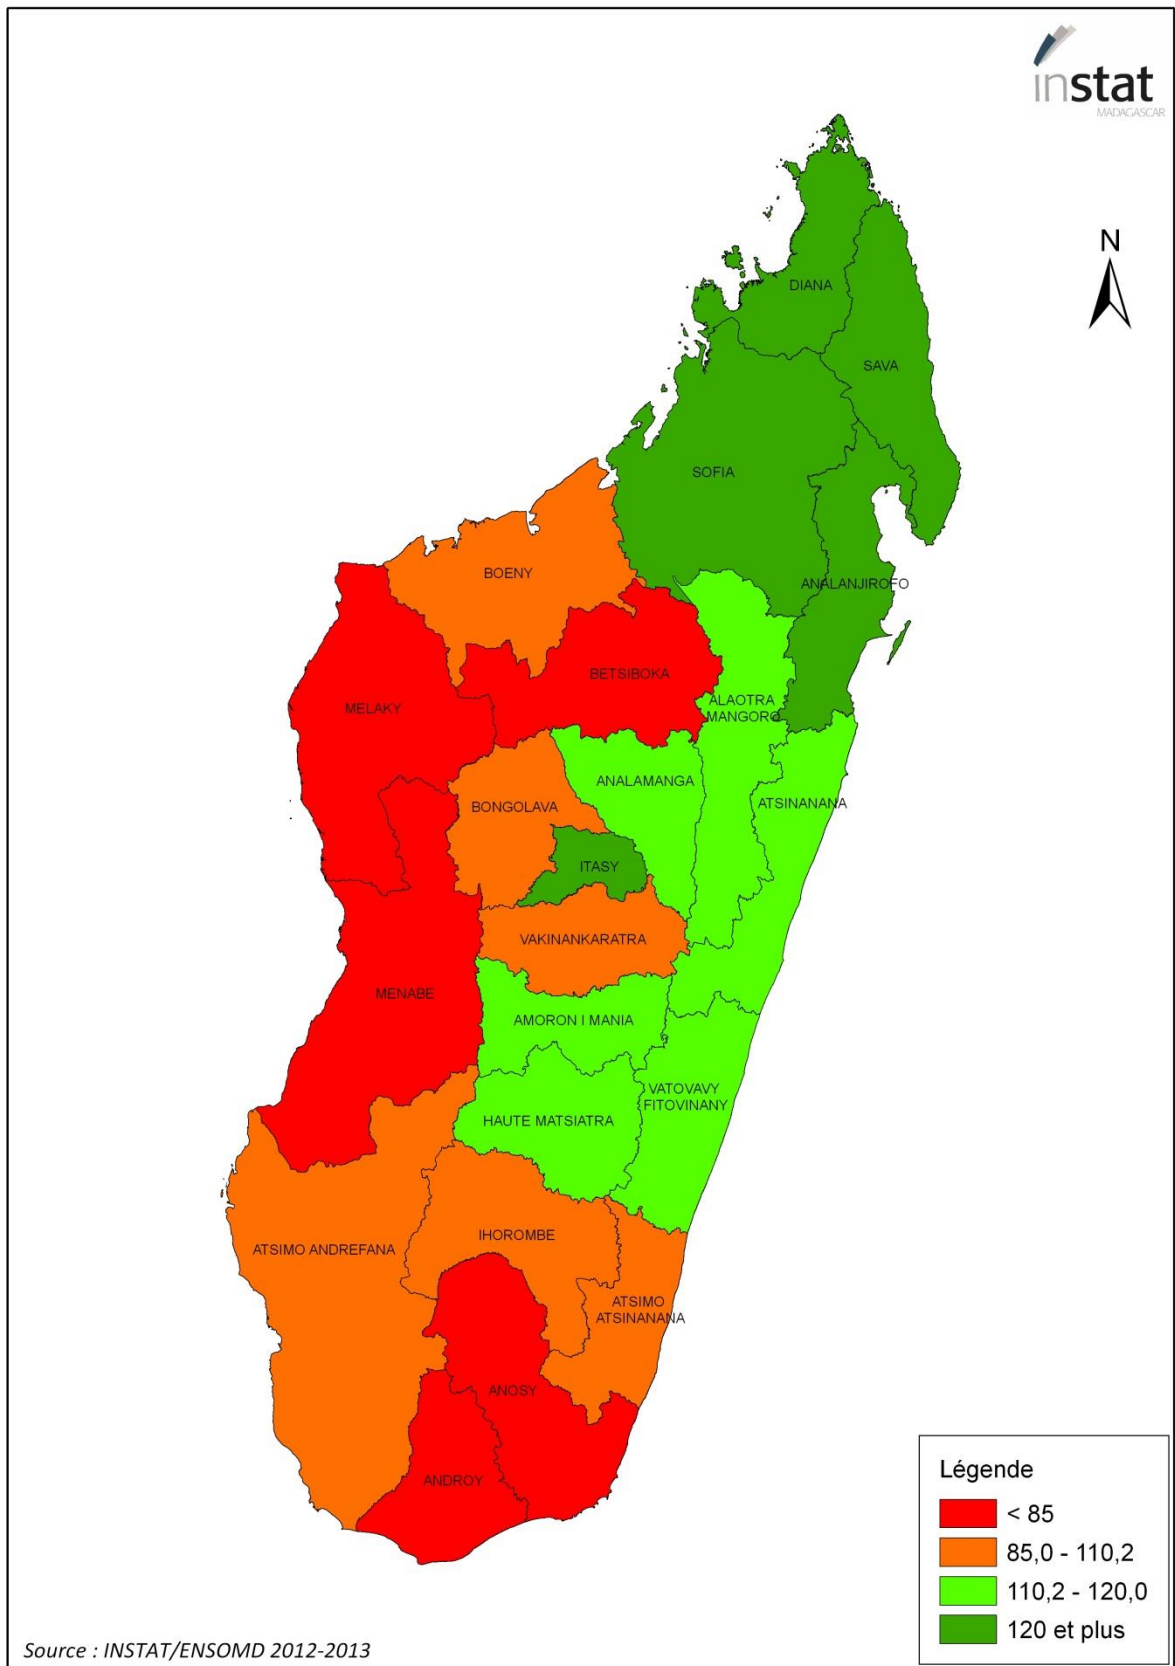 instat
MADAGASCAR
N
DIANA
SAVA
SOFIA
BOENY
ANALANJIROFO
BETSIBOKA
MELAKY
ALAOTRA
MANGORO
ANALAMANGA
BONGOLAVA
ATSINANANA
ITASY
VAKINANKARATRA
MENABE
AMORON I MANIA
VATOVAVY
FITOVINANY
HAUTE MATSIATRA
IHOROMBE
ATSIMO ANDREFANA
ATSIMO
ATSINANANA
ANOSY
ANDROY
Légende
< 85
85,0 - 110,2
110,2 - 120,0
120 et plus
Source : INSTAT/ENSOMD 2012-2013